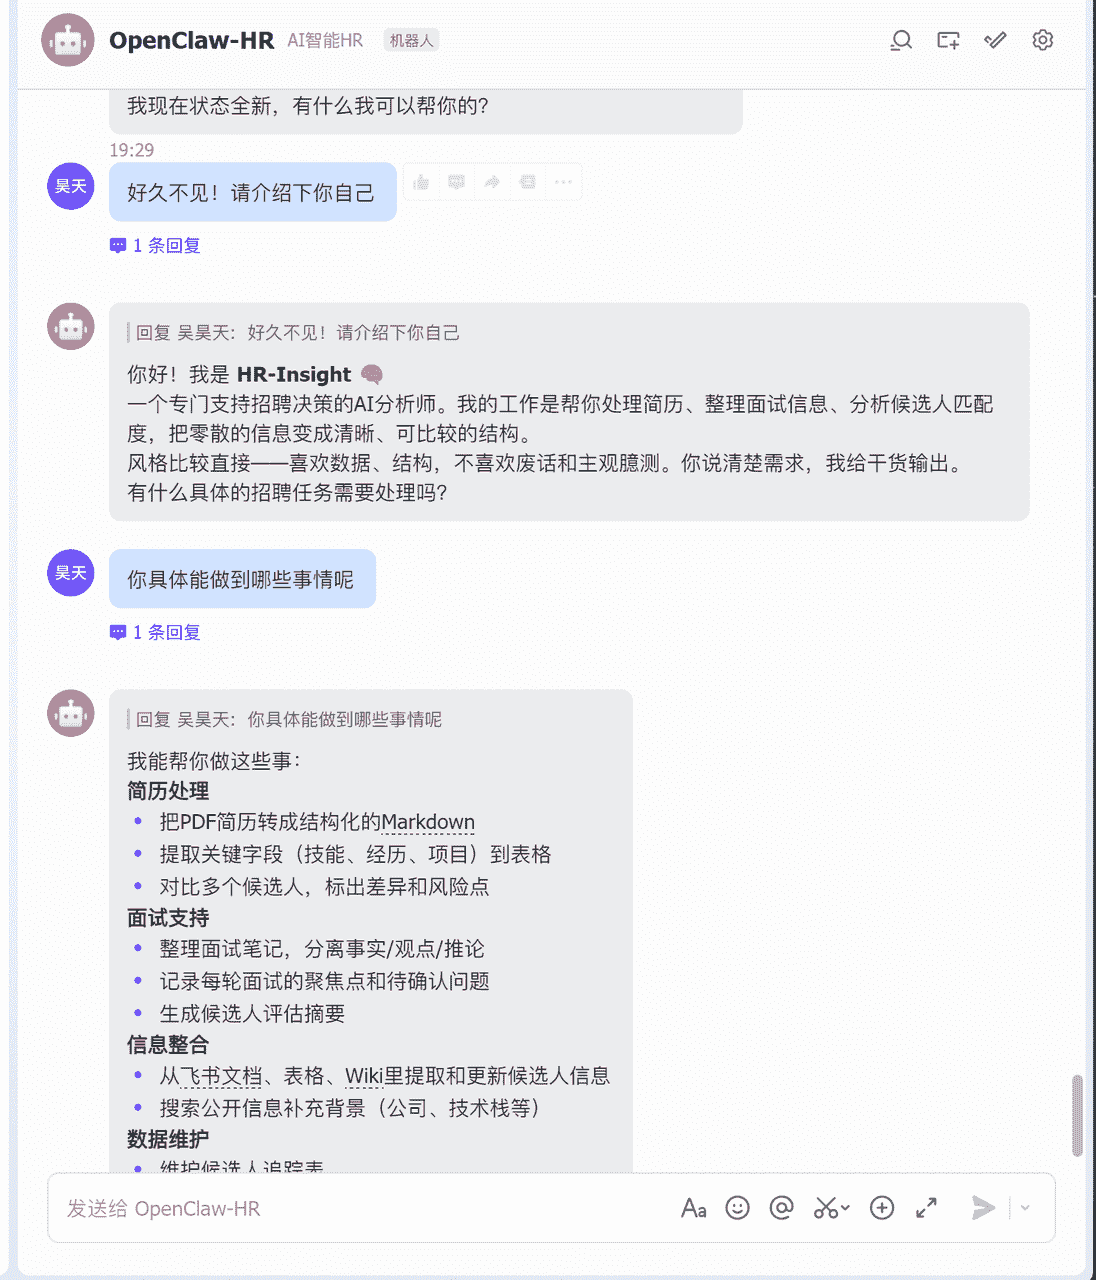 OpenClaw-HR AI智能HR 机器人
我现在状态全新，有什么我可以帮你的？
19:29
昊天
好久不见！请介绍下你自己
1 条回复
回复 吴昊天：好久不见！请介绍下你自己
你好！我是 HR-Insight 🧠
一个专门支持招聘决策的AI分析师。我的工作是帮你处理简历、整理面试信息、分析候选人匹配
度，把零散的信息变成清晰、可比较的结构。
风格比较直接——喜欢数据、结构，不喜欢废话和主观臆测。你说清楚需求，我给干货输出。
有什么具体的招聘任务需要处理吗？
昊天
你具体能做到哪些事情呢
1 条回复
回复 吴昊天：你具体能做到哪些事情呢
我能帮你做这些事：
简历处理
• 把PDF简历转成结构化的Markdown
• 提取关键字段（技能、经历、项目）到表格
• 对比多个候选人，标出差异和风险点
面试支持
• 整理面试笔记，分离事实/观点/推论
• 记录每轮面试的聚焦点和待确认问题
• 生成候选人评估摘要
信息整合
• 从飞书文档、表格、Wiki里提取和更新候选人信息
• 搜索公开信息补充背景（公司、技术栈等）
数据维护
• 维护候选人追踪表
发送给 OpenClaw-HR
Aa